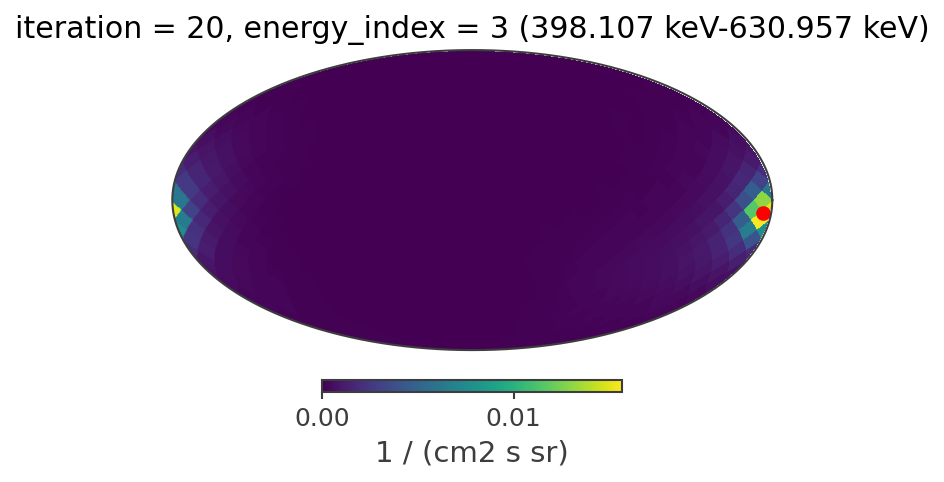 iteration = 20, energy_index = 3 (398.107 keV-630.957 keV)
0.00 0.01
1 / (cm2 s sr)